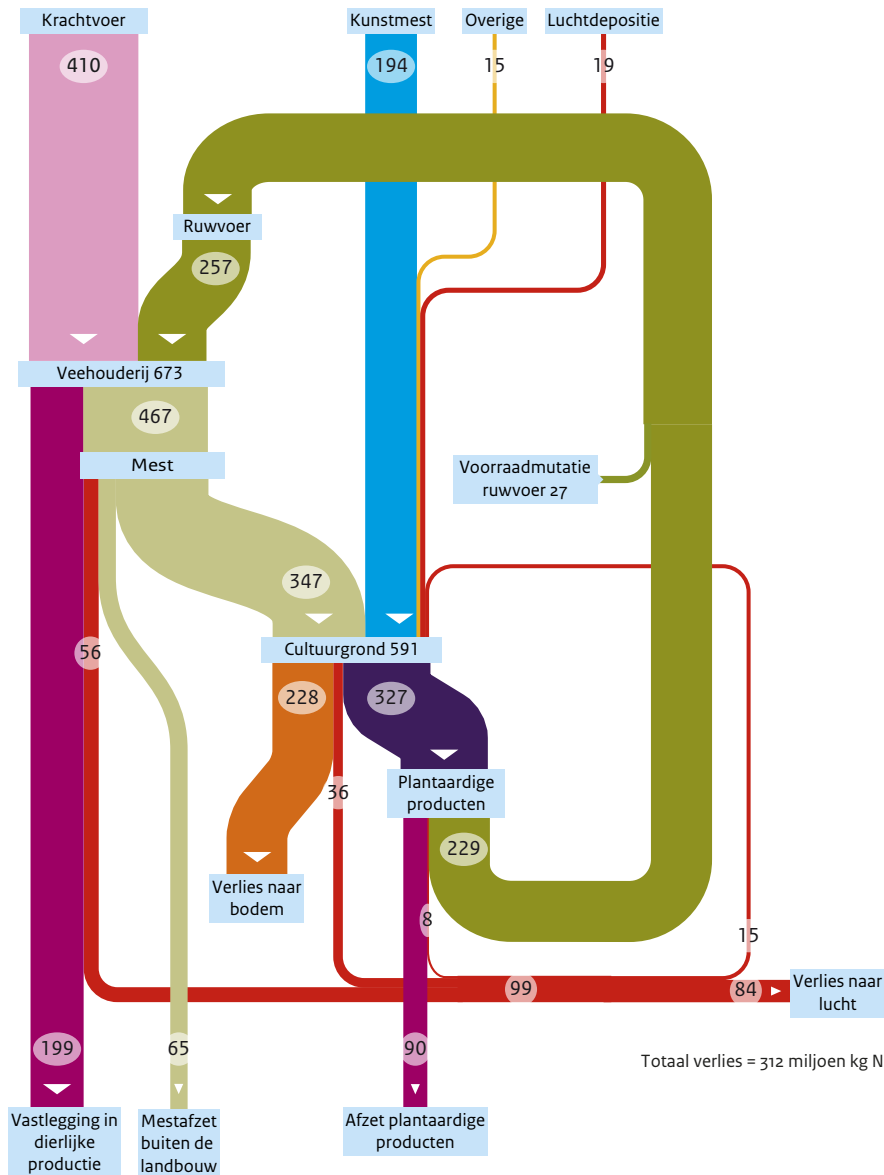 Krachtvoer
Kunstmest
Overige
Luchtdepositie
410
194
15
19
Ruwvoer
257
Veehouderij 673
467
Mest
Voorraadmutatie
ruwvoer 27
347
Cultuurgrond 591
56
228
327
36
Plantaardige
producten
229
Verlies naar
bodem
8
15
99
84
Verlies naar
lucht
199
65
90
Totaal verlies = 312 miljoen kg N
Vastlegging in
dierlijke
productie
Mestafzet
buiten de
landbouw
Afzet plantaardige
producten